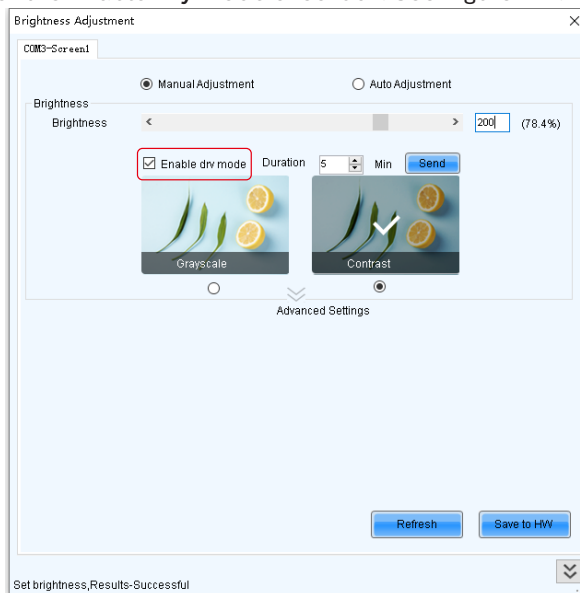 Brightness Adjustment
COM3-Screen1
Manual Adjustment Auto Adjustment
Brightness
Brightness 200 (78.4%)
Enable dry mode Duration 5 Min Send
Grayscale Contrast
Advanced Settings
Refresh Save to HW
Set brightness,Results-Successful